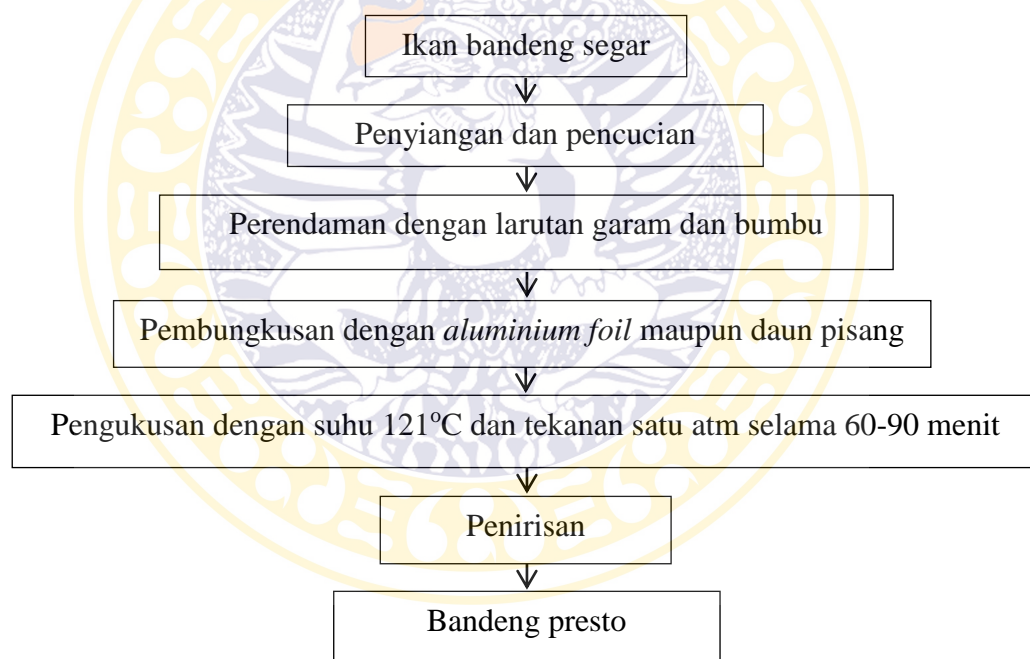 Ikan bandeng segar
Penyiangan dan pencucian
Perendaman dengan larutan garam dan bumbu
Pembungkusan dengan aluminium foil maupun daun pisang
Pengukusan dengan suhu 121°C dan tekanan satu atm selama 60-90 menit
Penirisan
Bandeng presto